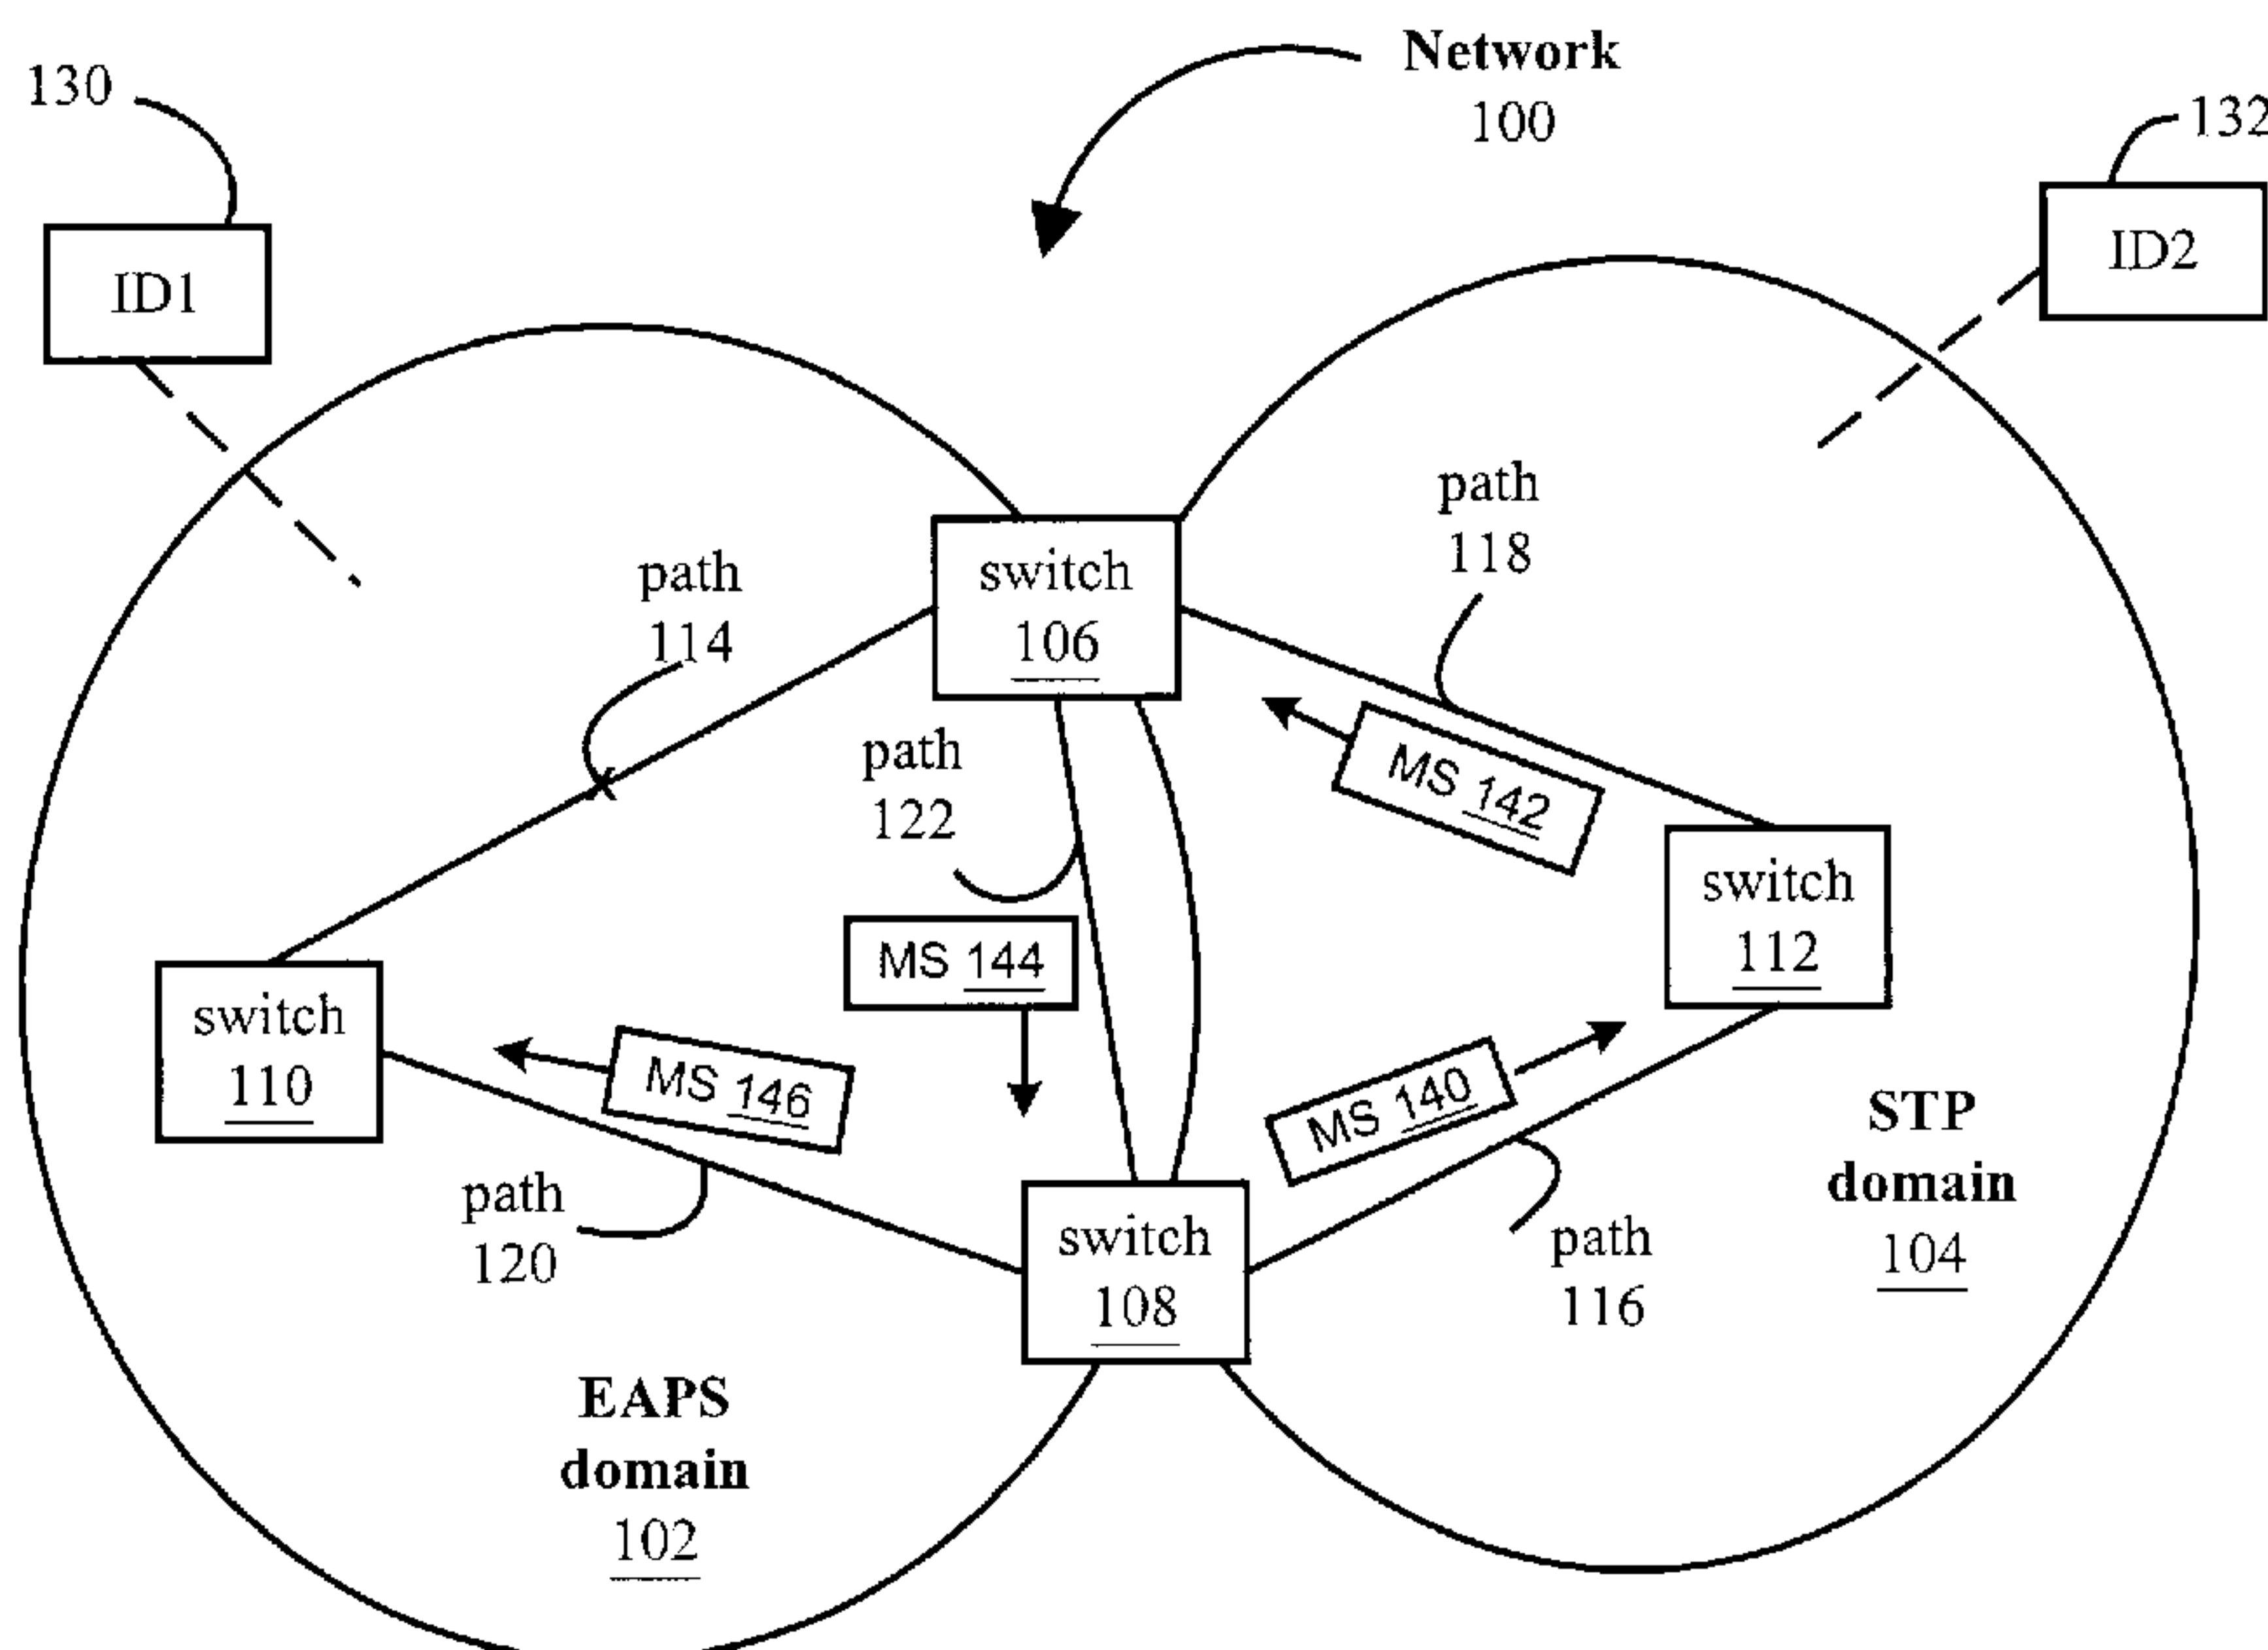 Network
100
130
132
ID1
ID2
path
118
path
114
switch
106
path
122
MS 142
switch
112
MS 144
switch
110
MS 146
MS 140
STP
domain
104
path
120
switch
108
path
116
EAPS
domain
102
X